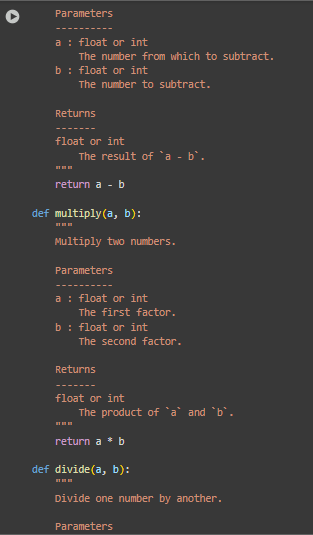 Parameters
----------
a : float or int
    The number from which to subtract.
b : float or int
    The number to subtract.

Returns
-------
float or int
    The result of `a - b`.
"""
return a - b

def multiply(a, b):
    """
    Multiply two numbers.

    Parameters
    ----------
    a : float or int
        The first factor.
    b : float or int
        The second factor.

    Returns
    -------
    float or int
        The product of `a` and `b`.
    """
    return a * b

def divide(a, b):
    """
    Divide one number by another.

    Parameters